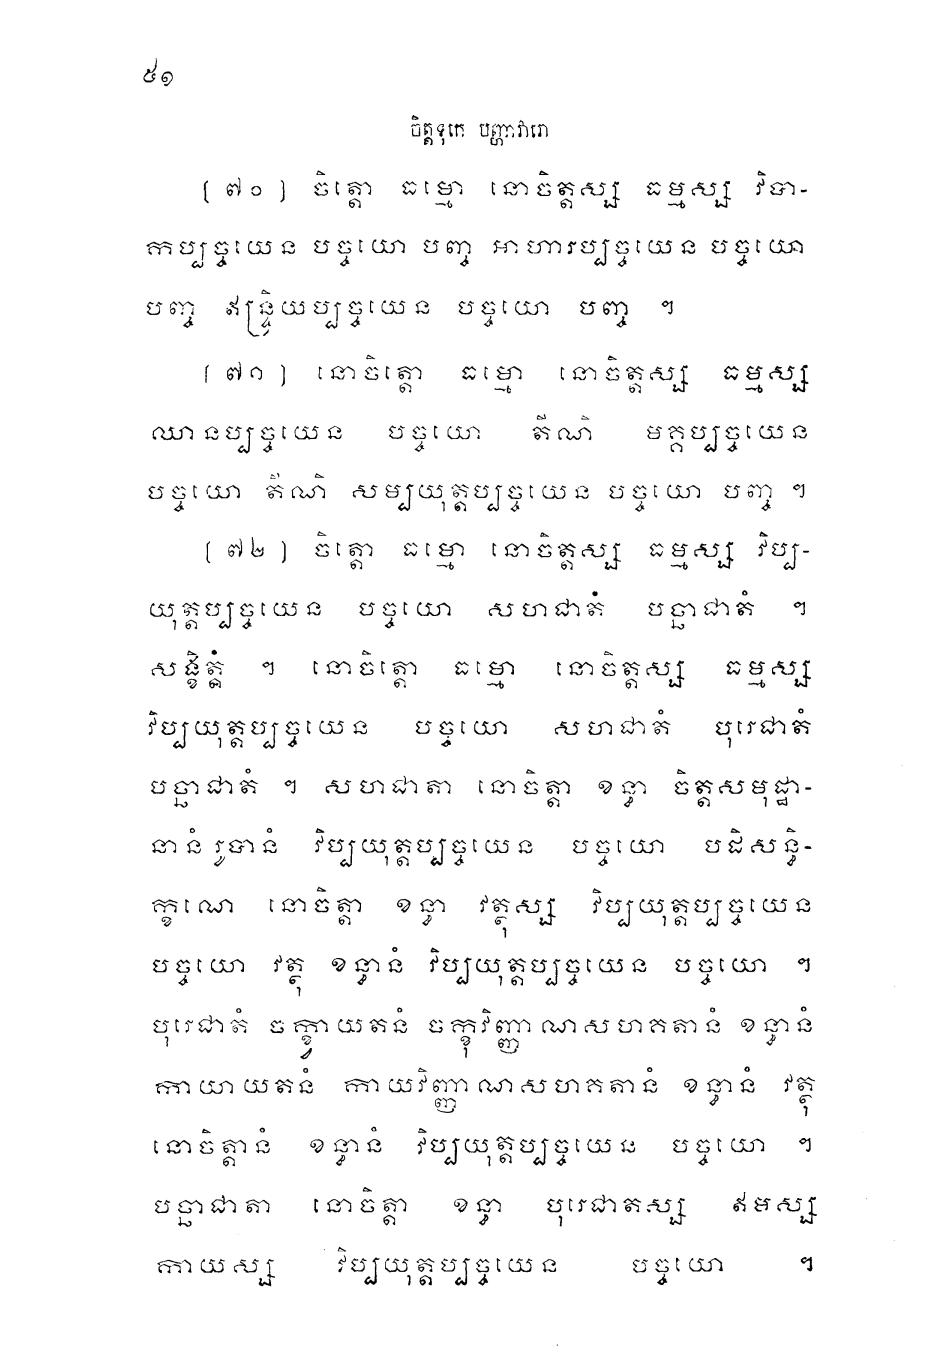 ៥១
ចិត្តទុកេ បញ្ហាវារោ
(៧០) ចិត្តោ ធម្មោ នោចិត្តស្ស ធម្មស្ស វិបា-
កប្បច្ចយេន បច្ចយោ បញ្ច អាហារប្បច្ចយេន បច្ចយោ
បញ្ច ឥន្ទ្រិយប្បច្ចយេន បច្ចយោ បញ្ច ។
(៧១) នោចិត្តោ ធម្មោ នោចិត្តស្ស ធម្មស្ស
ឈានប្បច្ចយេន បច្ចយោ តីណិ មគ្គប្បច្ចយេន
បច្ចយោ តីណិ សម្បយុត្តប្បច្ចយេន បច្ចយោ បញ្ច ។
(៧២) ចិត្តោ ធម្មោ នោចិត្តស្ស ធម្មស្ស វិប្ប-
យុត្តប្បច្ចយេន បច្ចយោ សហជាតំ បច្ឆាជាតំ ។
សង្ខិត្តំ ។ នោចិត្តោ ធម្មោ នោចិត្តស្ស ធម្មស្ស
វិប្បយុត្តប្បច្ចយេន បច្ចយោ សហជាតំ បុរេជាតំ
បច្ឆាជាតំ ។ សហជាតា នោចិត្តា ខន្ធា ចិត្តសមុដ្ឋា-
នានំ រូបានំ វិប្បយុត្តប្បច្ចយេន បច្ចយោ បដិសន្ធិ-
ក្ខណេ នោចិត្តា ខន្ធា វត្ថុស្ស វិប្បយុត្តប្បច្ចយេន
បច្ចយោ វត្ថុ ខន្ធានំ វិប្បយុត្តប្បច្ចយេន បច្ចយោ ។
បុរេជាតំ ចក្ខ្វាយតនំ ចក្ខុវិញ្ញាណសហគតានំ ខន្ធានំ
កាយាយតនំ កាយវិញ្ញាណសហគតានំ ខន្ធានំ វត្ថុ
នោចិត្តានំ ខន្ធានំ វិប្បយុត្តប្បច្ចយេន បច្ចយោ ។
បច្ឆាជាតា នោចិត្តា ខន្ធា បុរេជាតស្ស ឥមស្ស
កាយស្ស វិប្បយុត្តប្បច្ចយេន បច្ចយោ ។